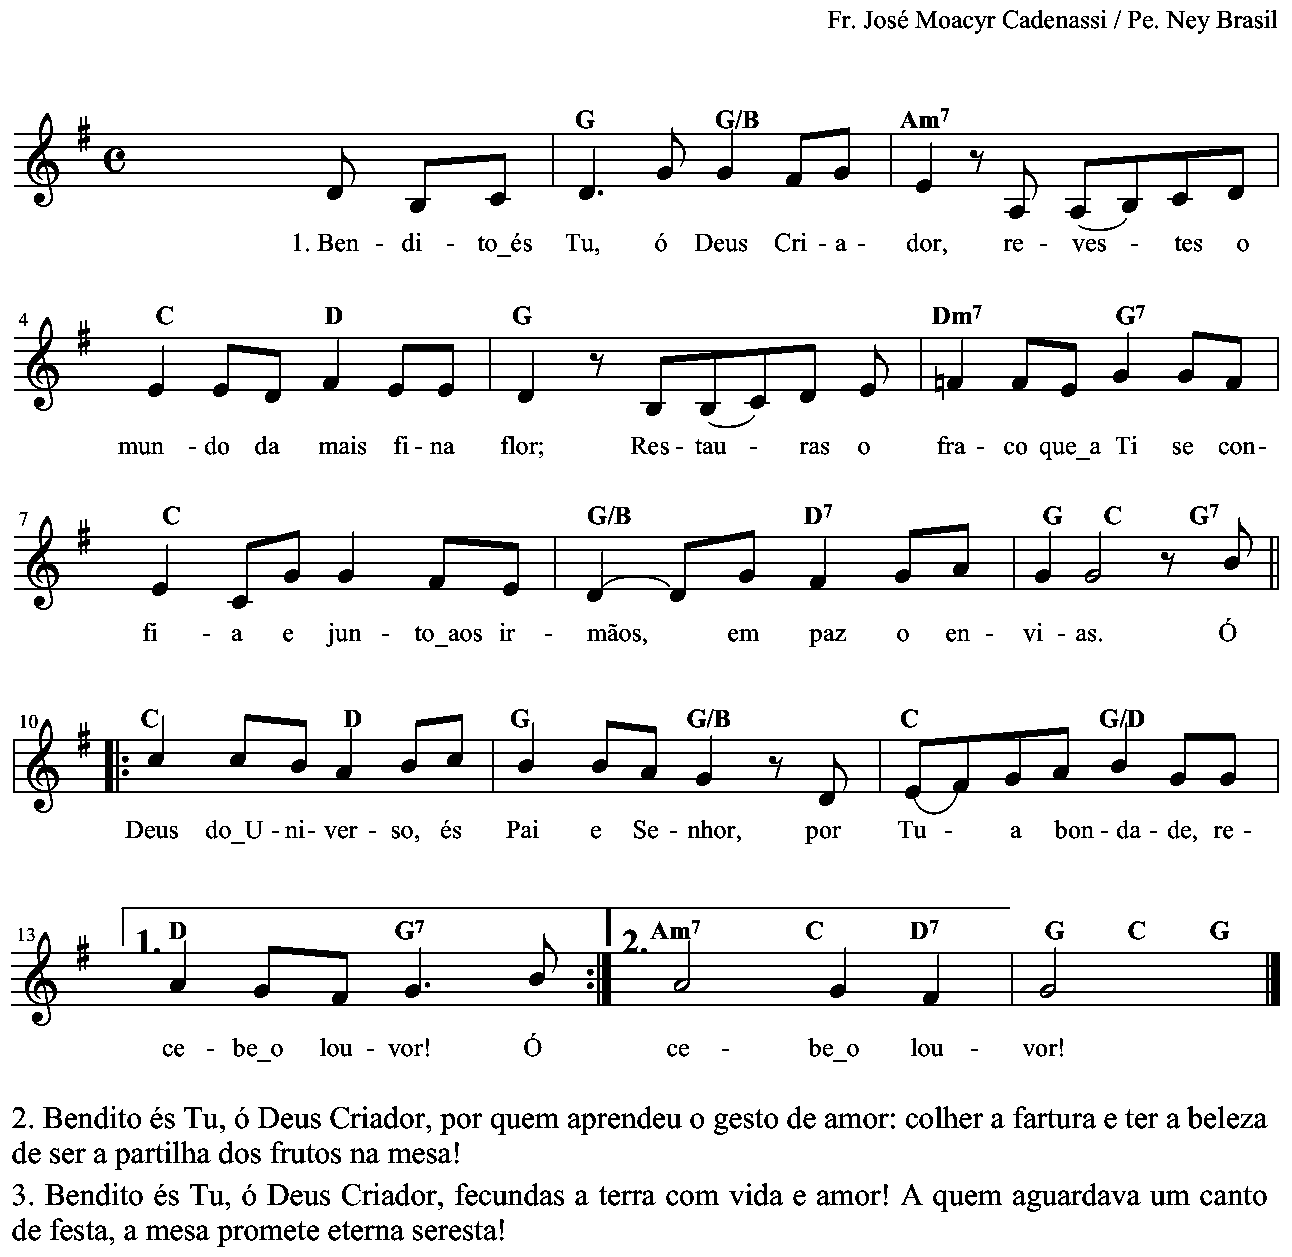 Fr. José Moacyr Cadenassi / Pe. Ney Brasil
G G/B Am7
1. Ben - di - to_és Tu, ó Deus Cri - a - dor, re - ves - tes o
4 C D G Dm7 G7
mun - do da mais fi - na flor; Res - tau - ras o fra - co que_a Ti se con-
7 C G/B D7 G C G7
fi - a e jun - to_aos ir - mãos, em paz o en - vi - as. Ó
10 C D G G/B C G/D
Deus do_U - ni - ver - so, és Pai e Se - nhor, por Tu - a bon - da - de, re-
13 1. D G7 2. Am7 C D7 G C G
ce - be_o lou - vor! Ó ce - be_o lou - vor!
2. Bendito és Tu, ó Deus Criador, por quem aprendeu o gesto de amor: colher a fartura e ter a beleza
de ser a partilha dos frutos na mesa!
3. Bendito és Tu, ó Deus Criador, fecundas a terra com vida e amor! A quem aguardava um canto
de festa, a mesa promete eterna seresta!